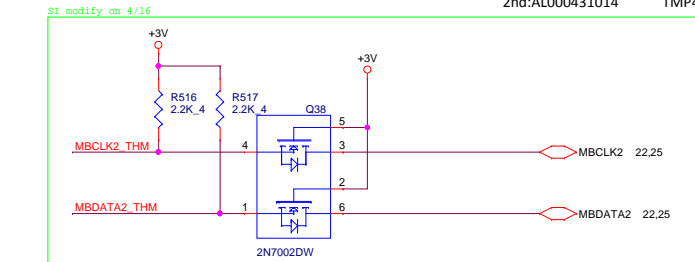 2nd:AL000431014 TMP4
SI modify on 4/16
+3V
+3V
R516
2.2K_4
R517
2.2K_4
Q38
5
MBCLK2_THM
4
3
MBCLK2 22,25
2
MBDATA2_THM
1
6
MBDATA2 22,25
2N7002DW